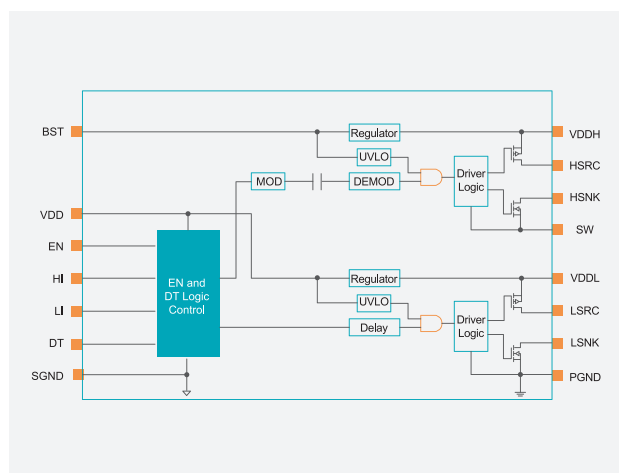 BST
Regulator
VDDH
UVLO
HSRC
MOD
DEMOD
Driver
Logic
HSNK
VDD
SW
EN
EN and
DT Logic
Control
HI
Regulator
VDDL
UVLO
LI
LSRC
Delay
Driver
Logic
DT
LSNK
SGND
PGND